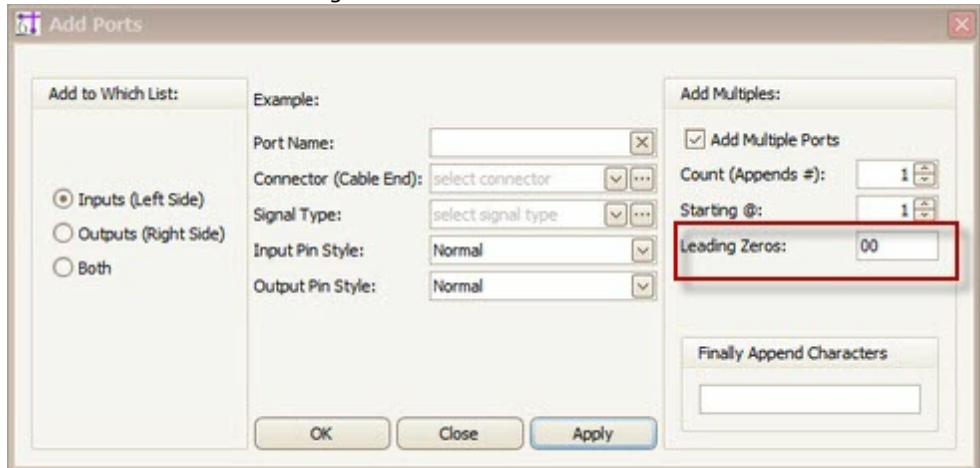 Add Ports
Add to Which List:
Inputs (Left Side)
Outputs (Right Side)
Both
Example:
Port Name:
Connector (Cable End): select connector
Signal Type: select signal type
Input Pin Style: Normal
Output Pin Style: Normal
OK Close Apply
Add Multiples:
Add Multiple Ports
Count (Appends #): 1
Starting @: 1
Leading Zeros: 00
Finally Append Characters